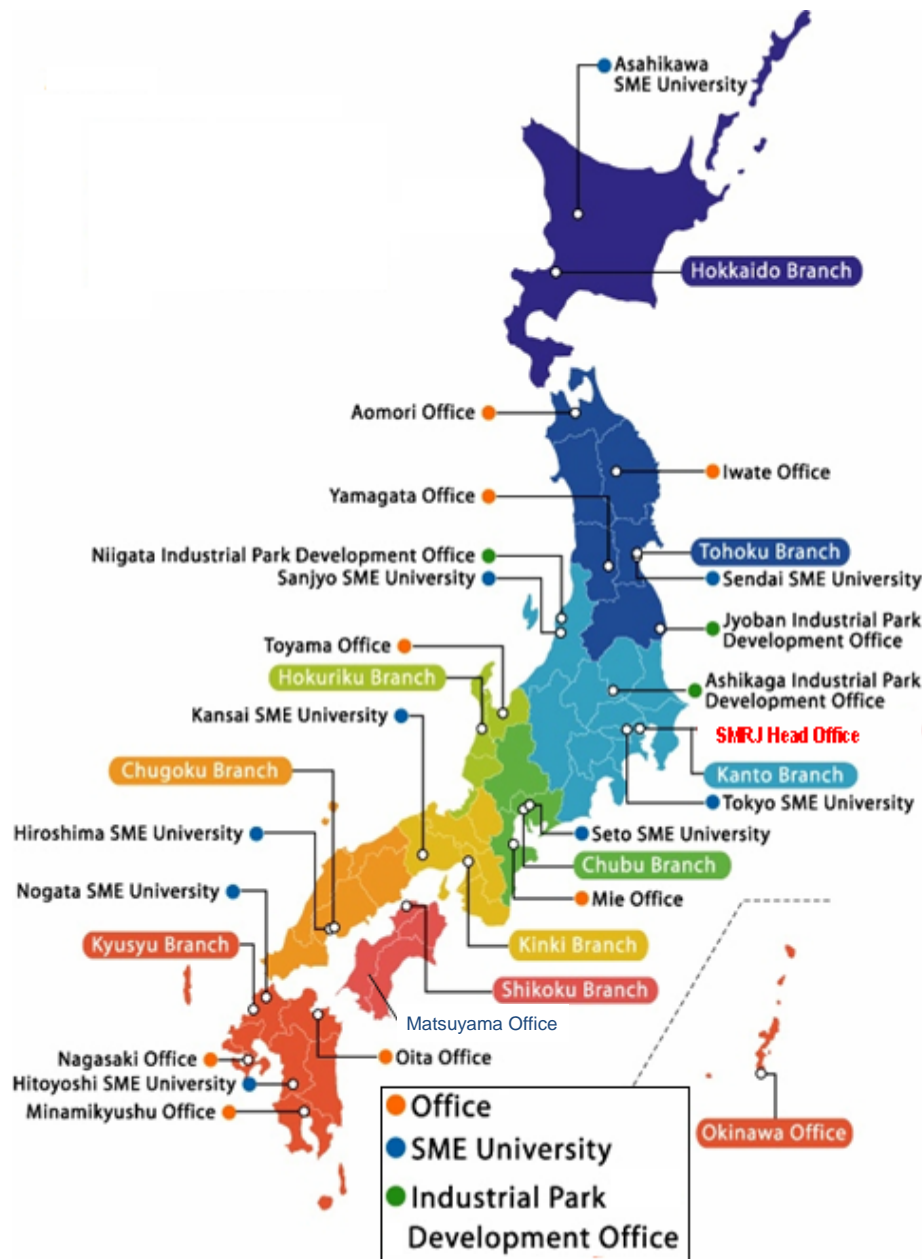 Asahikawa
SME University
Hokkaido Branch
Aomori Office
Iwate Office
Yamagata Office
Niigata Industrial Park Development Office
Tohoku Branch
Sanjyo SME University
Sendai SME University
Jyoban Industrial Park
Development Office
Toyama Office
Hokuriku Branch
Ashikaga Industrial Park
Development Office
Kansai SME University
SMRJ Head Office
Chugoku Branch
Kanto Branch
Tokyo SME University
Hiroshima SME University
Seto SME University
Chubu Branch
Nogata SME University
Mie Office
Kyusyu Branch
Kinki Branch
Shikoku Branch
Matsuyama Office
Nagasaki Office
Oita Office
Hitoyoshi SME University
Minamikyushu Office
Okinawa Office
Office
SME University
Industrial Park
Development Office